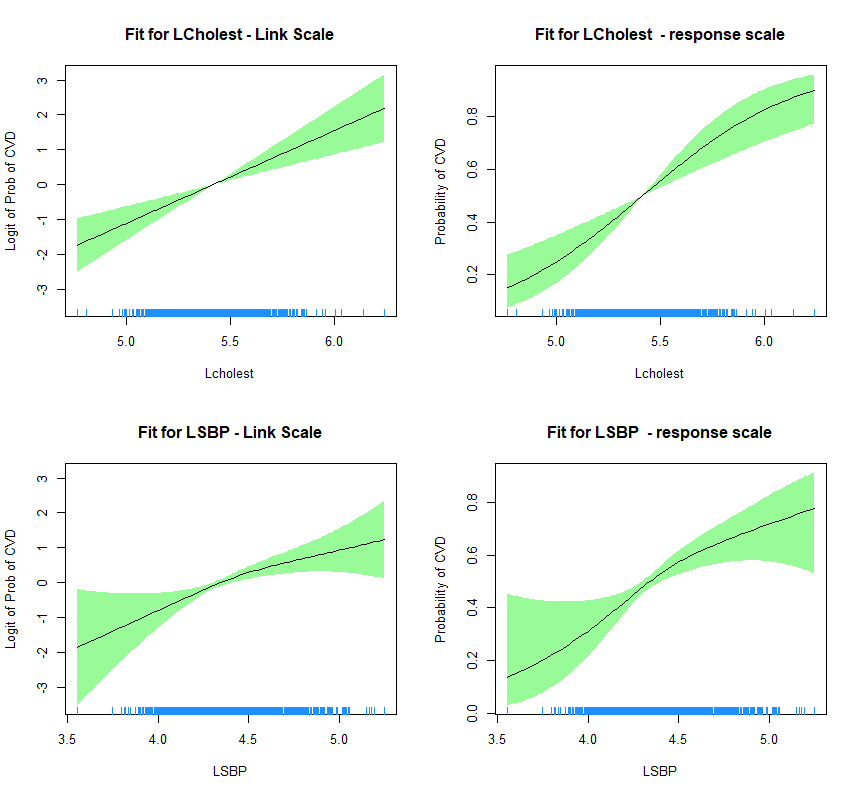 Fit for LCholest - Link Scale
Logit of Prob of CVD
3
2
1
0
-1
-2
-3
5.0 5.5 6.0
Lcholest
Fit for LCholest - response scale
Probability of CVD
0.8
0.6
0.4
0.2
5.0 5.5 6.0
Lcholest
Fit for LSBP - Link Scale
Logit of Prob of CVD
3
2
1
0
-1
-2
-3
3.5 4.0 4.5 5.0
LSBP
Fit for LSBP - response scale
Probability of CVD
0.8
0.6
0.4
0.2
0.0
3.5 4.0 4.5 5.0
LSBP